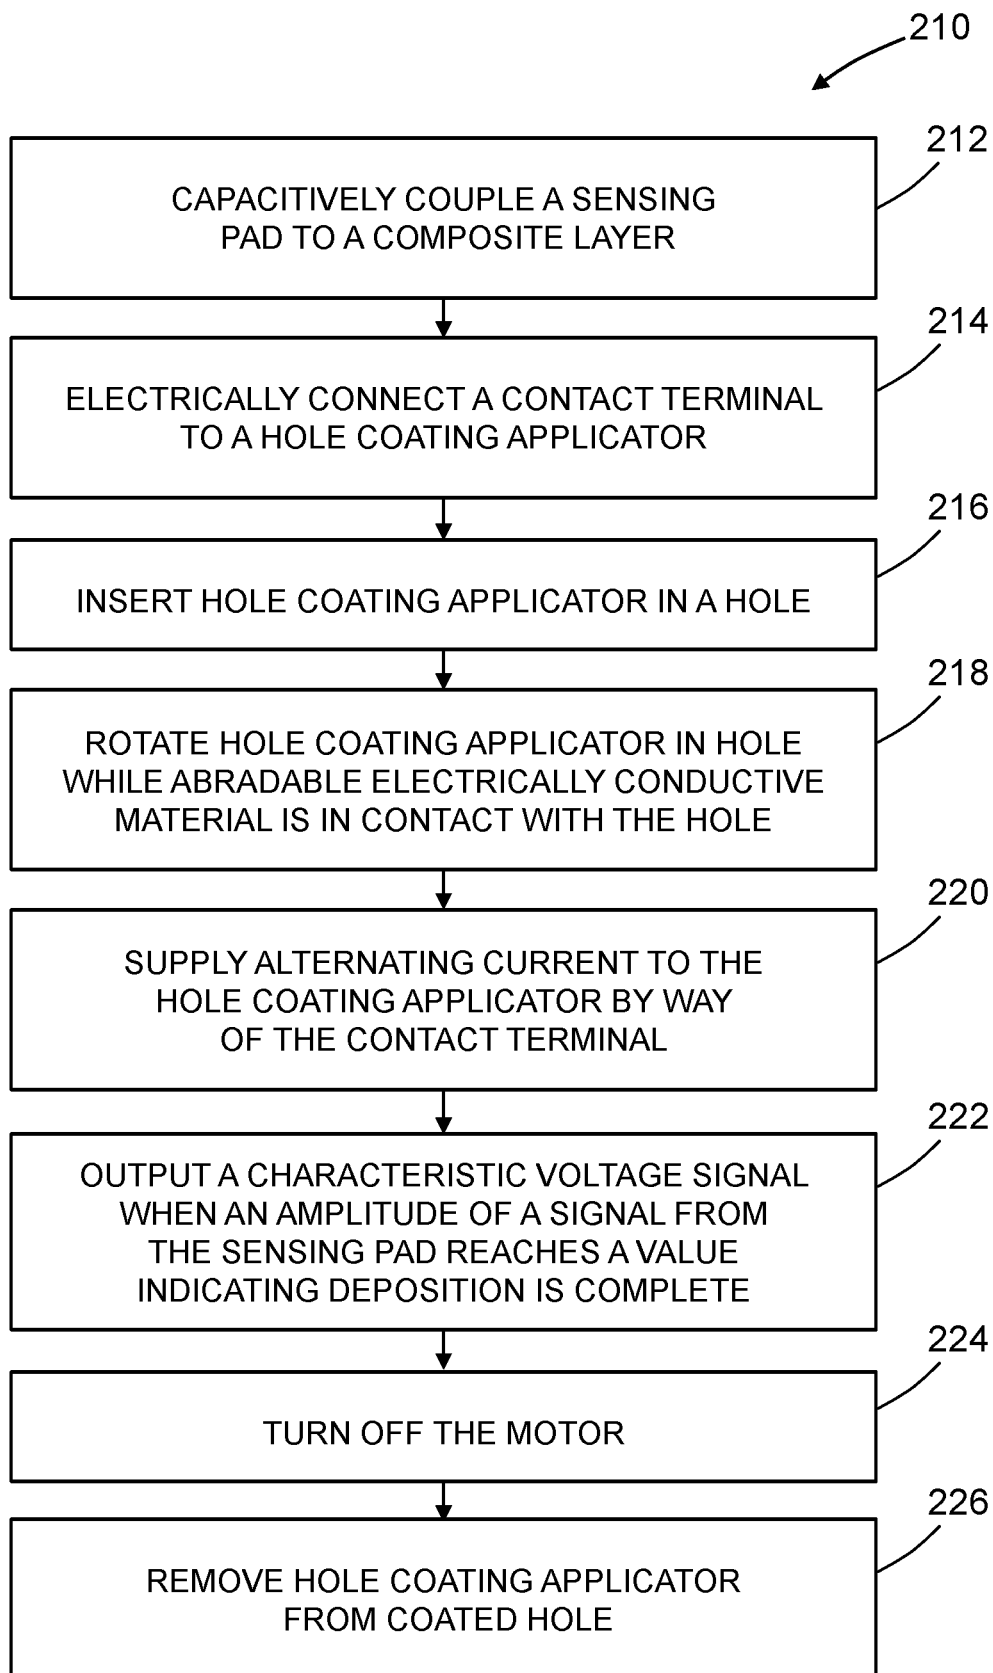 210
212
CAPACITIVELY COUPLE A SENSING
PAD TO A COMPOSITE LAYER
214
ELECTRICALLY CONNECT A CONTACT TERMINAL
TO A HOLE COATING APPLICATOR
216
INSERT HOLE COATING APPLICATOR IN A HOLE
218
ROTATE HOLE COATING APPLICATOR IN HOLE
WHILE ABRADABLE ELECTRICALLY CONDUCTIVE
MATERIAL IS IN CONTACT WITH THE HOLE
220
SUPPLY ALTERNATING CURRENT TO THE
HOLE COATING APPLICATOR BY WAY
OF THE CONTACT TERMINAL
222
OUTPUT A CHARACTERISTIC VOLTAGE SIGNAL
WHEN AN AMPLITUDE OF A SIGNAL FROM
THE SENSING PAD REACHES A VALUE
INDICATING DEPOSITION IS COMPLETE
224
TURN OFF THE MOTOR
226
REMOVE HOLE COATING APPLICATOR
FROM COATED HOLE